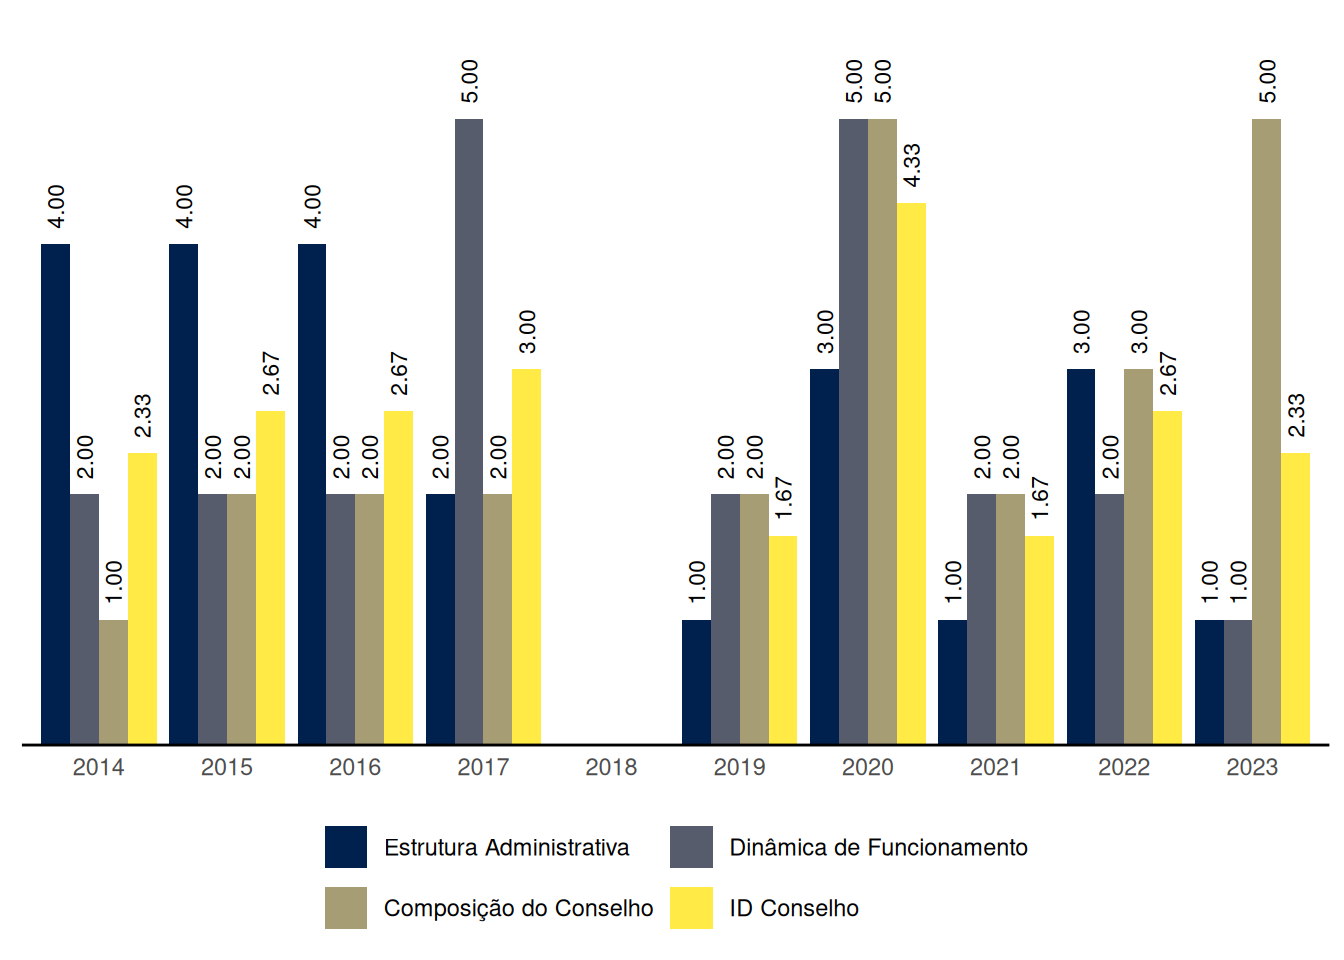 5.00 5.00 5.00 5.00
4.33
4.00 4.00 4.00
3.00 3.00 3.00 3.00
2.67 2.67 2.67
2.33 2.33
2.00 2.00 2.00 2.00 2.00 2.00 2.00 2.00 2.00 2.00 2.00 2.00
1.67 1.67
1.00 1.00 1.00 1.00 1.00
2014 2015 2016 2017 2018 2019 2020 2021 2022 2023
Estrutura Administrativa Dinâmica de Funcionamento
Composição do Conselho ID Conselho